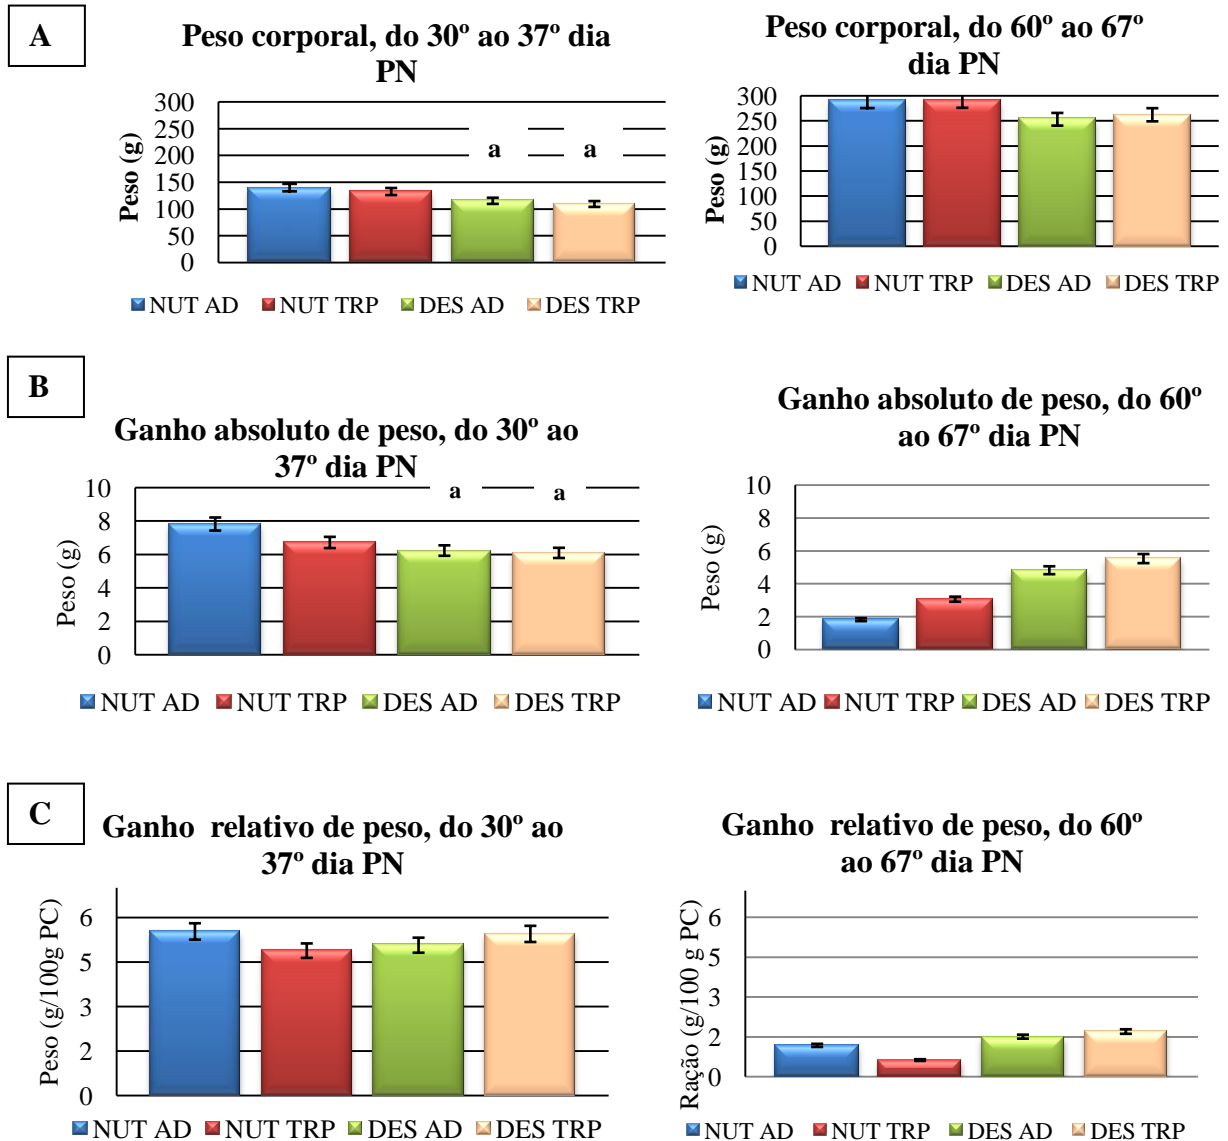 A
Peso corporal, do 30º ao 37º dia
PN
Peso (g)
300
250
200
150
100
50
0
a a
NUT AD NUT TRP DES AD DES TRP
Peso corporal, do 60º ao 67º
dia PN
Peso (g)
300
250
200
150
100
50
0
NUT AD NUT TRP DES AD DES TRP
B
Ganho absoluto de peso, do 30º ao
37º dia PN
Peso (g)
10
8
6
4
2
0
a a
NUT AD NUT TRP DES AD DES TRP
Ganho absoluto de peso, do 60º
ao 67º dia PN
Peso (g)
10
8
6
4
2
0
NUT AD NUT TRP DES AD DES TRP
C
Ganho relativo de peso, do 30º ao
37º dia PN
Peso (g/100g PC)
6
5
3
2
0
NUT AD NUT TRP DES AD DES TRP
Ganho relativo de peso, do 60º
ao 67º dia PN
Ração (g/100 g PC)
6
5
3
2
0
NUT AD NUT TRP DES AD DES TRP